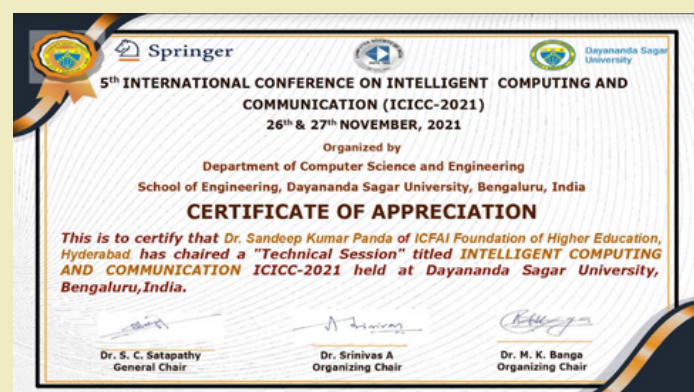 Springer
Dayananda Sagar
University
5th INTERNATIONAL CONFERENCE ON INTELLIGENT COMPUTING AND
COMMUNICATION (ICICC-2021)
26th & 27th NOVEMBER, 2021
Organized by
Department of Computer Science and Engineering
School of Engineering, Dayananda Sagar University, Bengaluru, India
CERTIFICATE OF APPRECIATION
This is to certify that Dr. Sandeep Kumar Panda of ICFAI Foundation of Higher Education,
Hyderabad has chaired a "Technical Session" titled INTELLIGENT COMPUTING
AND COMMUNICATION ICICC-2021 held at Dayananda Sagar University,
Bengaluru,India.
Dr. S. C. Satapathy
General Chair
Dr. Srinivas A
Organizing Chair
Dr. M. K. Banga
Organizing Chair